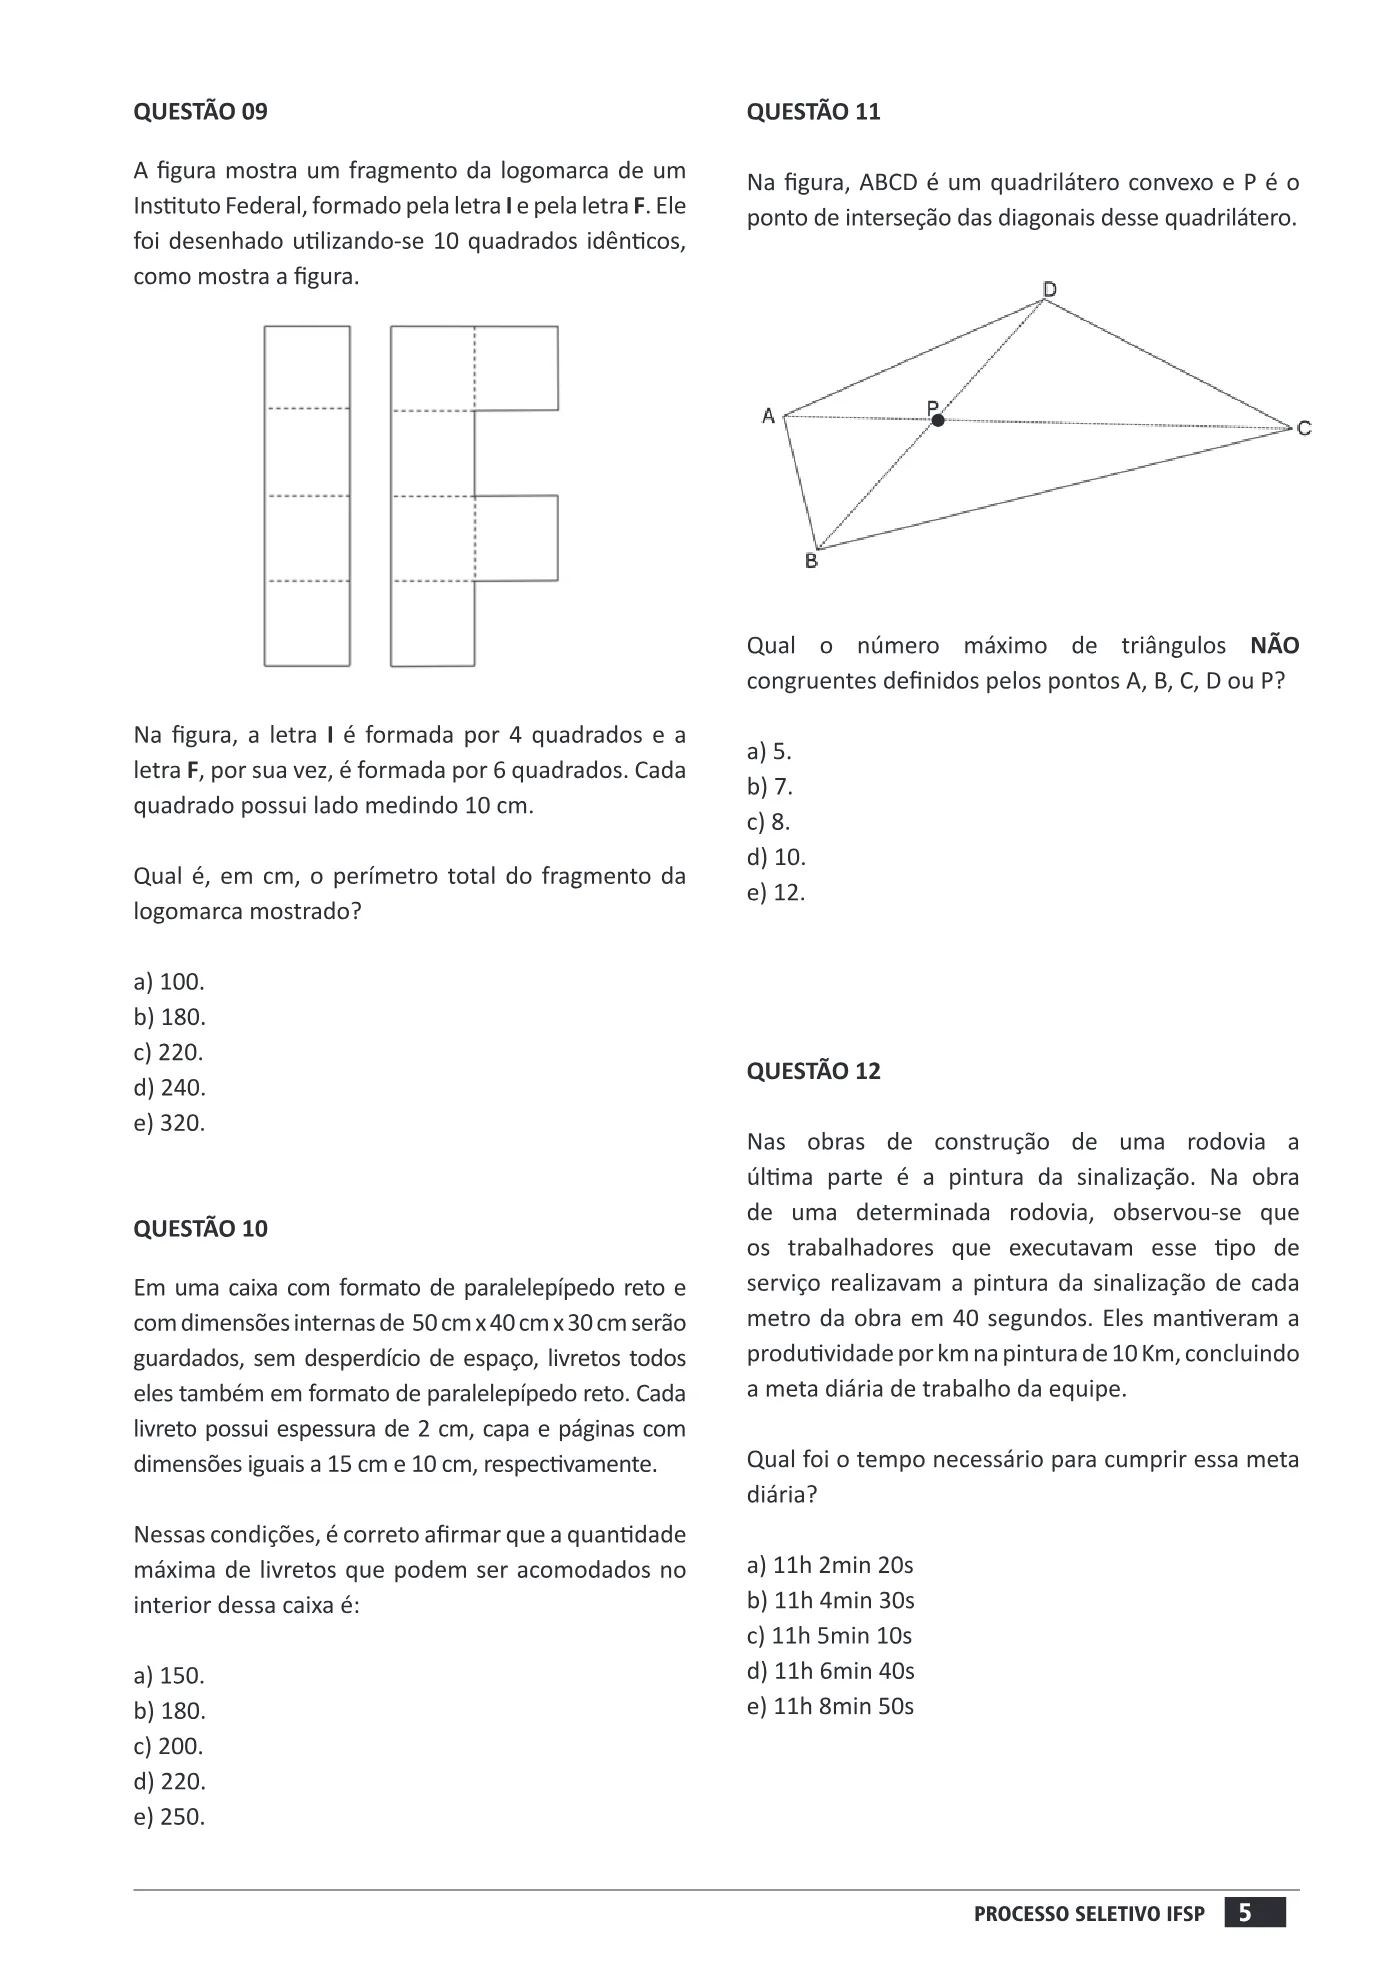 QUESTÃO 09
A figura mostra um fragmento da logomarca de um
Instituto Federal, formado pela letra I e pela letra F. Ele
foi desenhado utilizando-se 10 quadrados idênticos,
como mostra a figura.
Na figura, a letra I é formada por 4 quadrados e a
letra F, por sua vez, é formada por 6 quadrados. Cada
quadrado possui lado medindo 10 cm.
Qual é, em cm, o perímetro total do fragmento da
logomarca mostrado?
a) 100.
b) 180.
c) 220.
d) 240.
e) 320.
QUESTÃO 10
Em uma caixa com formato de paralelepípedo reto e
com dimensões internas de 50 cm x 40 cm x 30 cm serão
guardados, sem desperdício de espaço, livretos todos
eles também em formato de paralelepípedo reto. Cada
livreto possui espessura de 2 cm, capa e páginas com
dimensões iguais a 15 cm e 10 cm, respectivamente.
Nessas condições, é correto afirmar que a quantidade
máxima de livretos que podem ser acomodados no
interior dessa caixa é:
a) 150.
b) 180.
c) 200.
d) 220.
e) 250.
QUESTÃO 11
Na figura, ABCD é um quadrilátero convexo e P é o
ponto de interseção das diagonais desse quadrilátero.
D
A
P
C
B
Qual o número máximo de triângulos NÃO
congruentes definidos pelos pontos A, B, C, D ou P?
a) 5.
b) 7.
c) 8.
d) 10.
e) 12.
QUESTÃO 12
Nas obras de construção de uma rodovia a
última parte é a pintura da sinalização. Na obra
de uma determinada rodovia, observou-se que
os trabalhadores que executavam esse tipo de
serviço realizavam a pintura da sinalização de cada
metro da obra em 40 segundos. Eles mantiveram a
produtividade por km na pintura de 10 Km, concluindo
a meta diária de trabalho da equipe.
Qual foi o tempo necessário para cumprir essa meta
diária?
a) 11h 2min 20s
b) 11h 4min 30s
c) 11h 5min 10s
d) 11h 6min 40s
e) 11h 8min 50s
PROCESSO SELETIVO IFSP 5